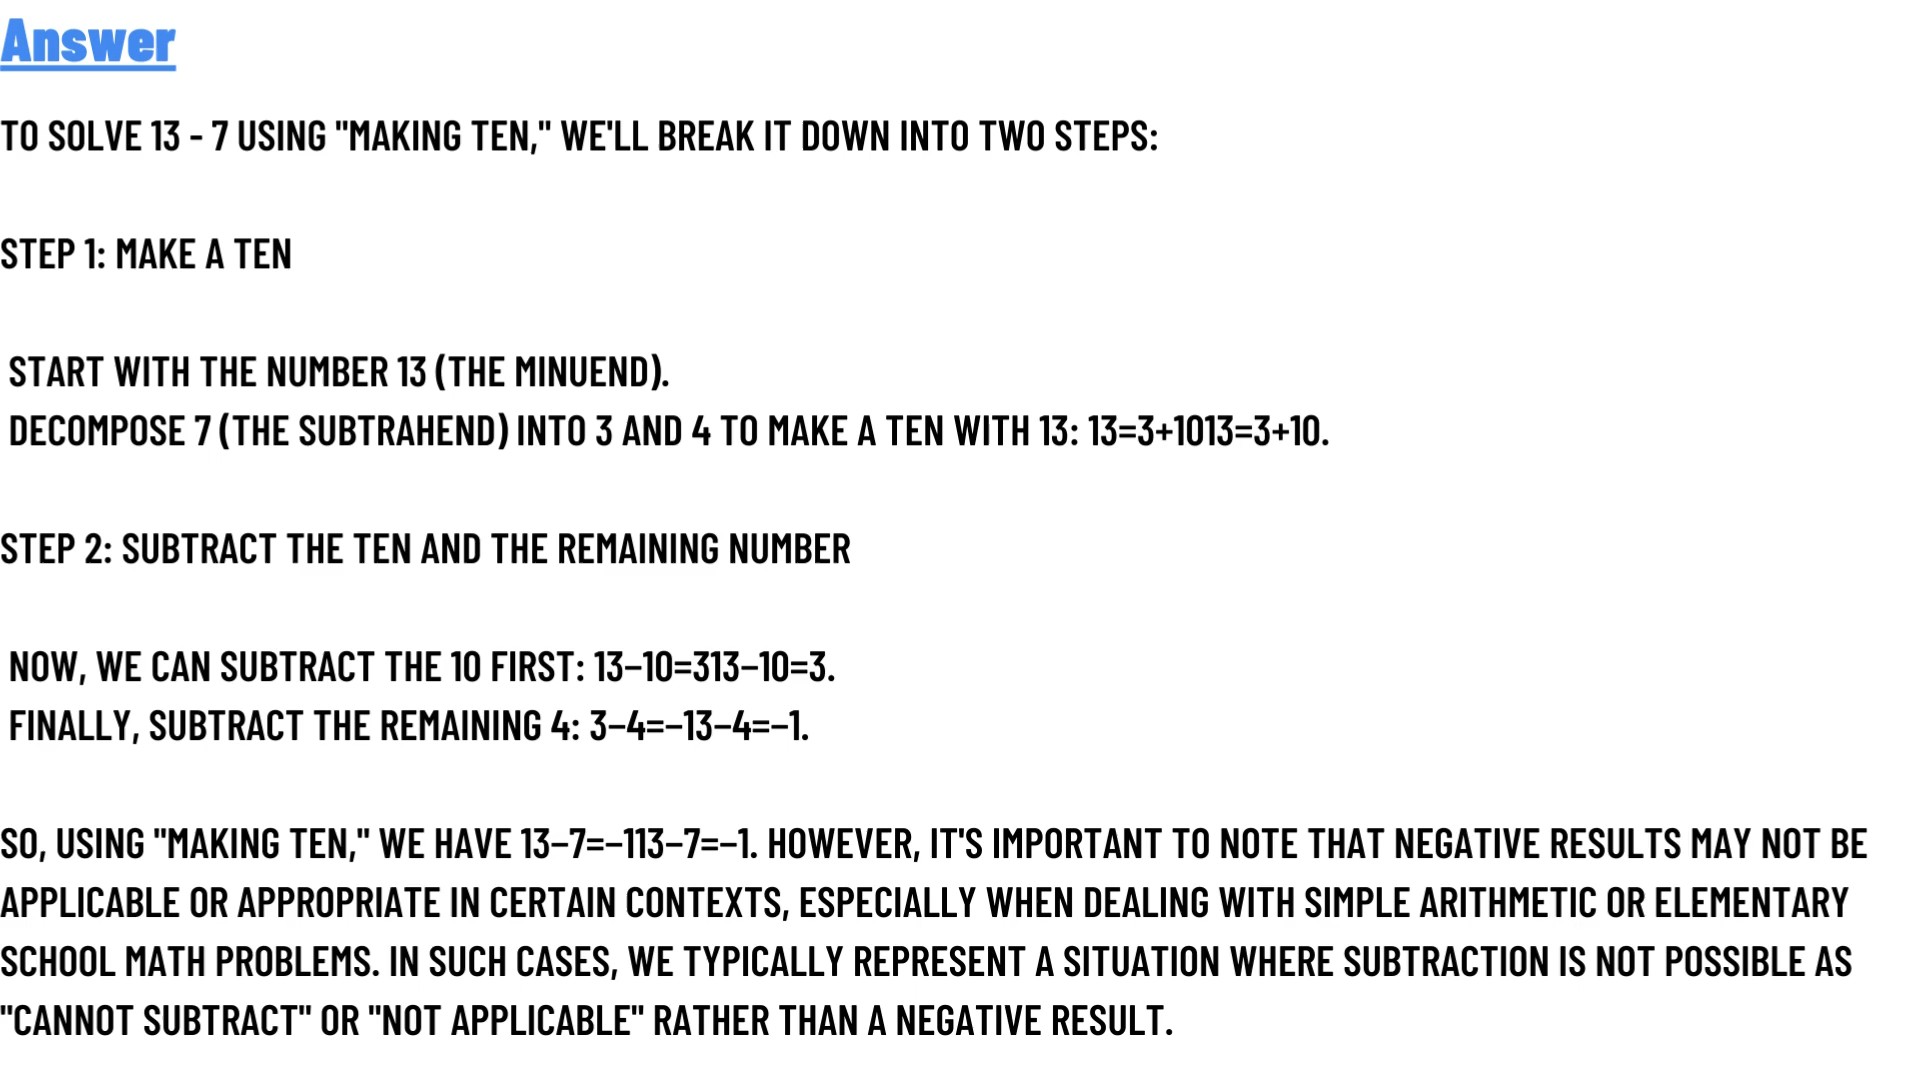 Answer
TO SOLVE 13 - 7 USING "MAKING TEN," WE'LL BREAK IT DOWN INTO TWO STEPS:
STEP 1: MAKE A TEN
START WITH THE NUMBER 13 (THE MINUEND).
DECOMPOSE 7 (THE SUBTRAHEND) INTO 3 AND 4 TO MAKE A TEN WITH 13: 13=3+1013=3+10.
STEP 2: SUBTRACT THE TEN AND THE REMAINING NUMBER
NOW, WE CAN SUBTRACT THE 10 FIRST: 13−10=313−10=3.
FINALLY, SUBTRACT THE REMAINING 4: 3−4=−13−4=−1.
SO, USING "MAKING TEN," WE HAVE 13−7=−113−7=−1. HOWEVER, IT'S IMPORTANT TO NOTE THAT NEGATIVE RESULTS MAY NOT BE
APPLICABLE OR APPROPRIATE IN CERTAIN CONTEXTS, ESPECIALLY WHEN DEALING WITH SIMPLE ARITHMETIC OR ELEMENTARY
SCHOOL MATH PROBLEMS. IN SUCH CASES, WE TYPICALLY REPRESENT A SITUATION WHERE SUBTRACTION IS NOT POSSIBLE AS
"CANNOT SUBTRACT" OR "NOT APPLICABLE" RATHER THAN A NEGATIVE RESULT.